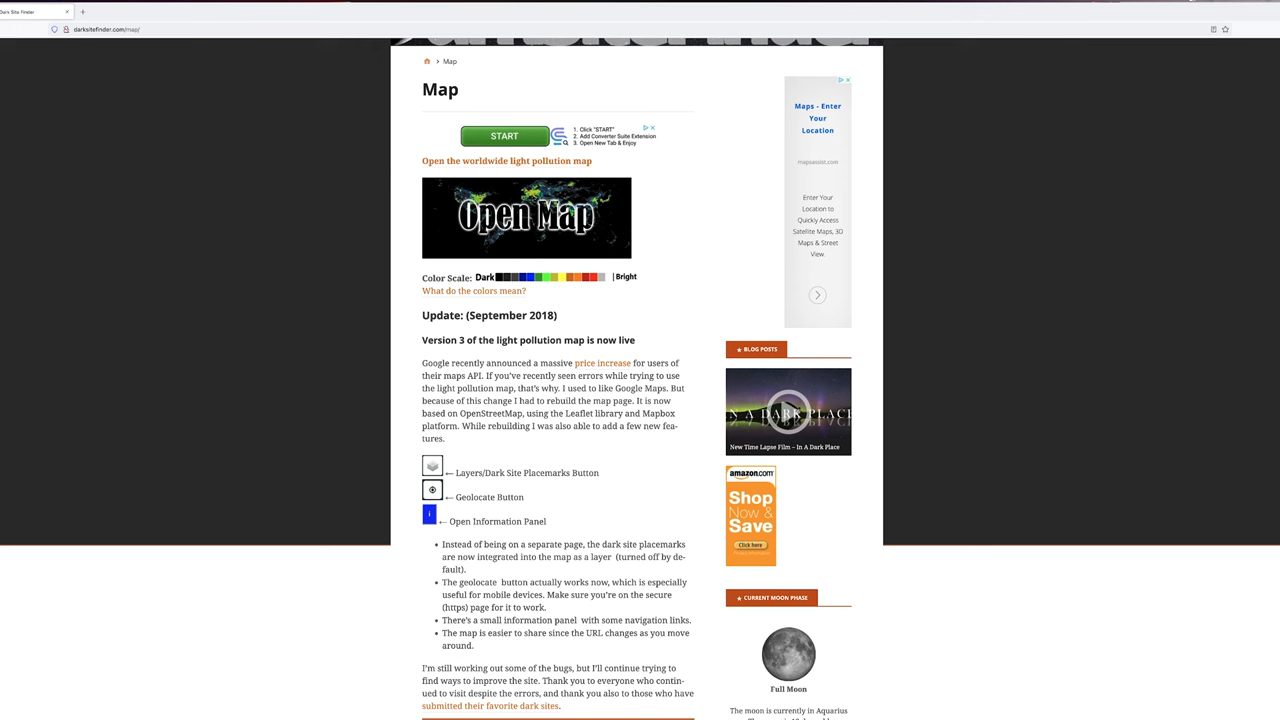 Dark Site Finder
darksitefinder.com/map/
Map
Map
START
1. Click "START"
2. Add Converter Suite Extension
3. Open New Tab & Enjoy
Open the worldwide light pollution map
Open Map
Color Scale: Dark | Bright
What do the colors mean?
Update: (September 2018)
Version 3 of the light pollution map is now live
Google recently announced a massive price increase for users of
their maps API. If you've recently seen errors while trying to use
the light pollution map, that's why. I used to like Google Maps. But
because of this change I had to rebuild the map page. It is now
based on OpenStreetMap, using the Leaflet library and Mapbox
platform. While rebuilding I was also able to add a few new fea-
tures.
← Layers/Dark Site Placemarks Button
← Geolocate Button
i ← Open Information Panel
• Instead of being on a separate page, the dark site placemarks
are now integrated into the map as a layer (turned off by de-
fault).
• The geolocate button actually works now, which is especially
useful for mobile devices. Make sure you're on the secure
(https) page for it to work.
• There's a small information panel with some navigation links.
• The map is easier to share since the URL changes as you move
around.
I'm still working out some of the bugs, but I'll continue trying to
find ways to improve the site. Thank you to everyone who contin-
ued to visit despite the errors, and thank you also to those who have
submitted their favorite dark sites.
Maps - Enter
Your
Location
mapsassist.com
Enter Your
Location to
Quickly Access
Satellite Maps, 3D
Maps & Street
View.
★ BLOG POSTS
IN A DARK PLACE
New Time Lapse Film – In A Dark Place
amazon.com
Shop
Now &
Save
Click here
Privacy Information
★ CURRENT MOON PHASE
Full Moon
The moon is currently in Aquarius